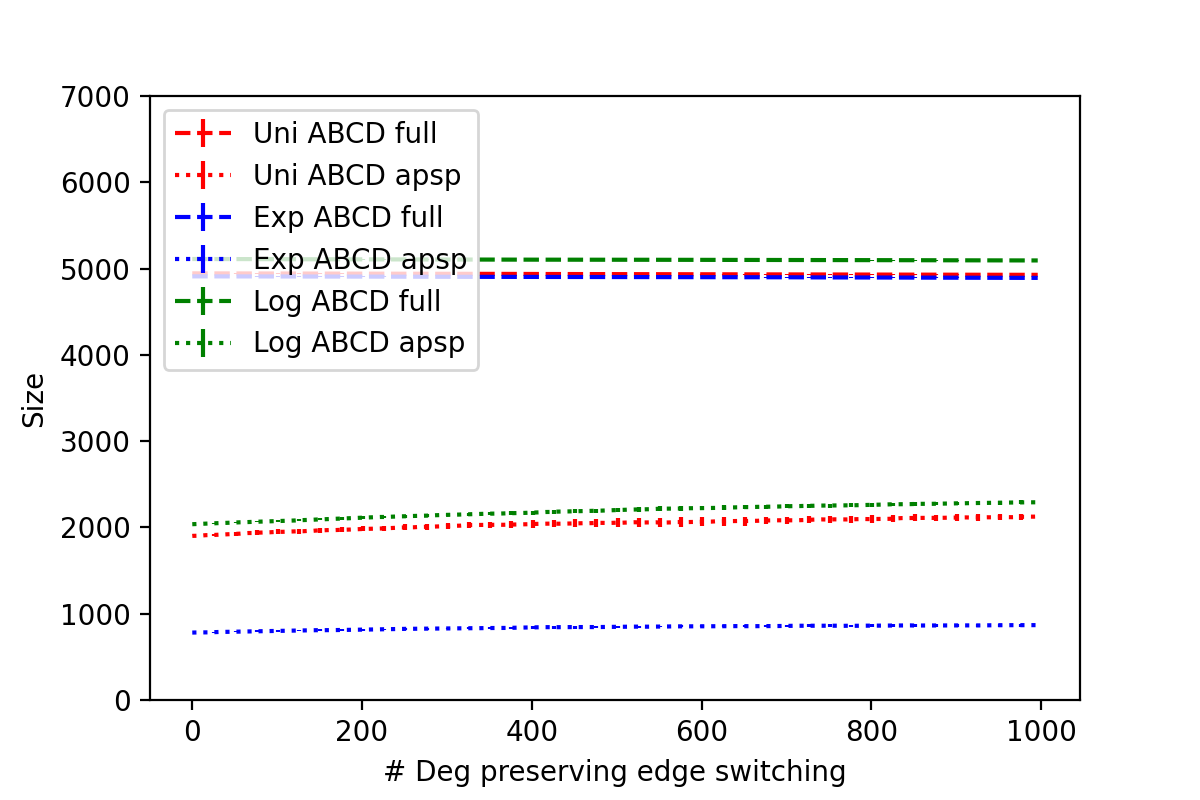 7000
6000
5000
4000
3000
2000
1000
0
Size
Uni ABCD full
Uni ABCD apsp
Exp ABCD full
Exp ABCD apsp
Log ABCD full
Log ABCD apsp
0 200 400 600 800 1000
# Deg preserving edge switching